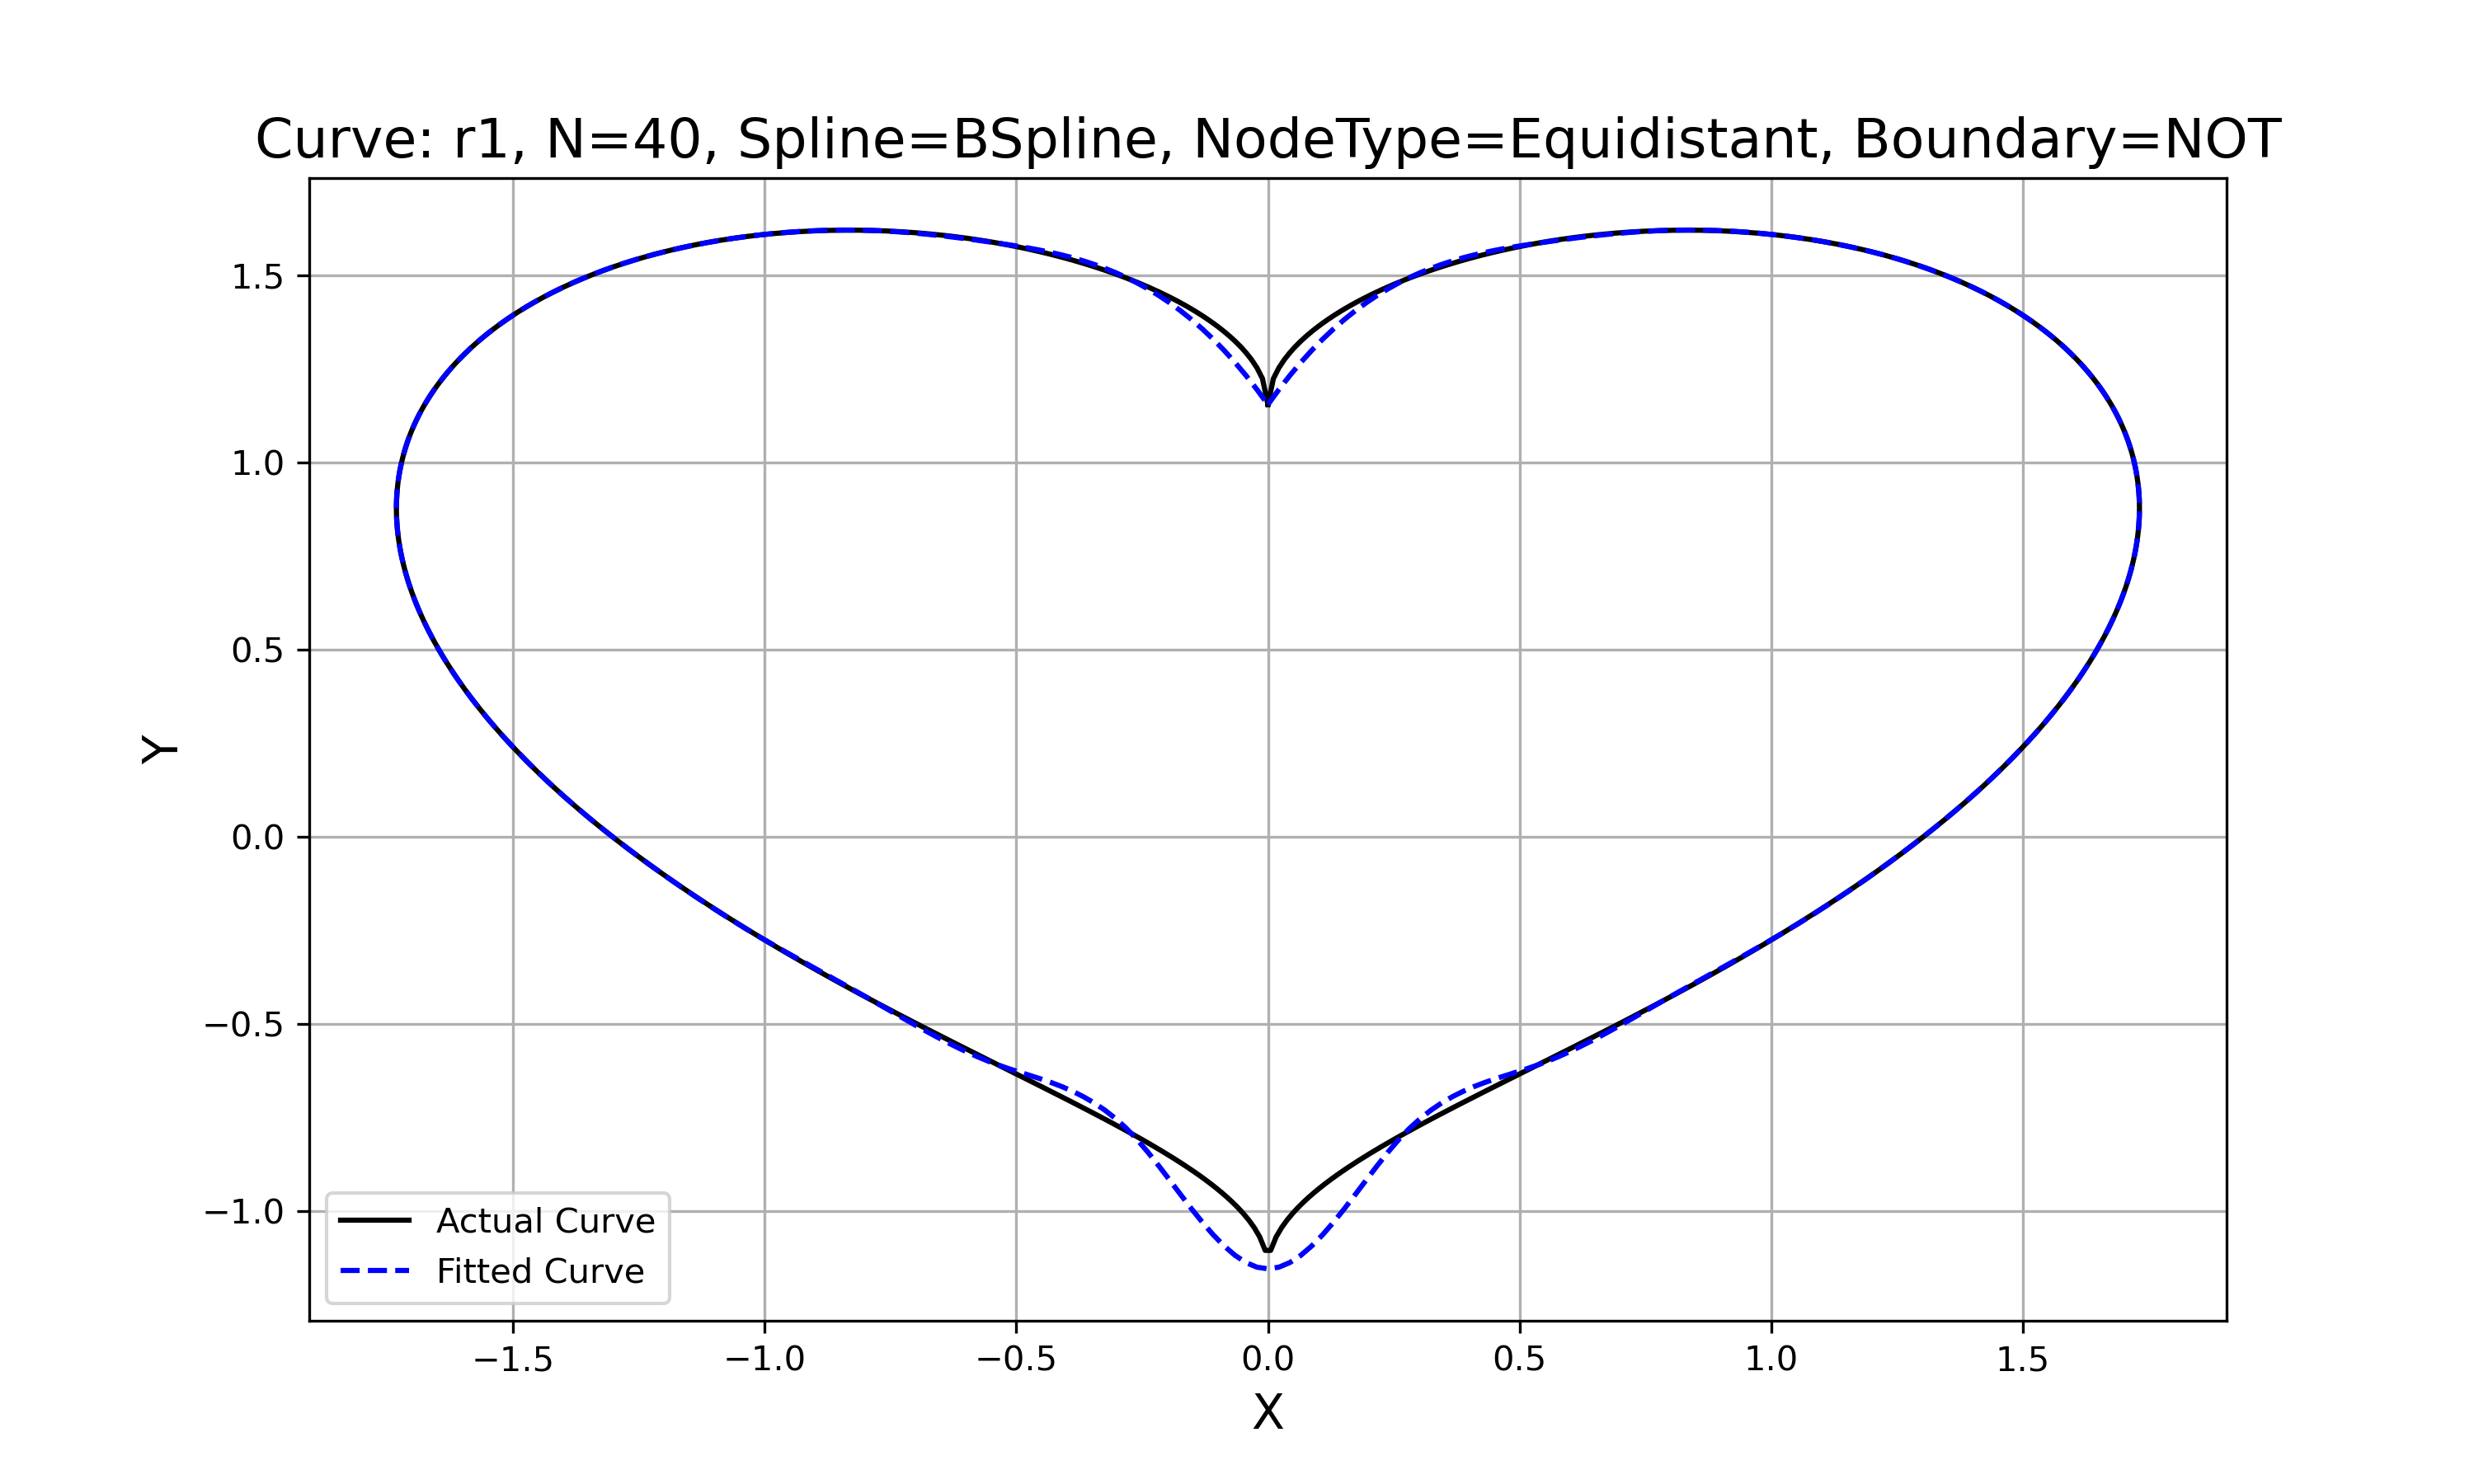 Curve: r1, N=40, Spline=BSpline, NodeType=Equidistant, Boundary=NOT
1.5
1.0
0.5
0.0
−0.5
−1.0
Y
Actual Curve
Fitted Curve
−1.5 −1.0 −0.5 0.0 0.5 1.0 1.5
X